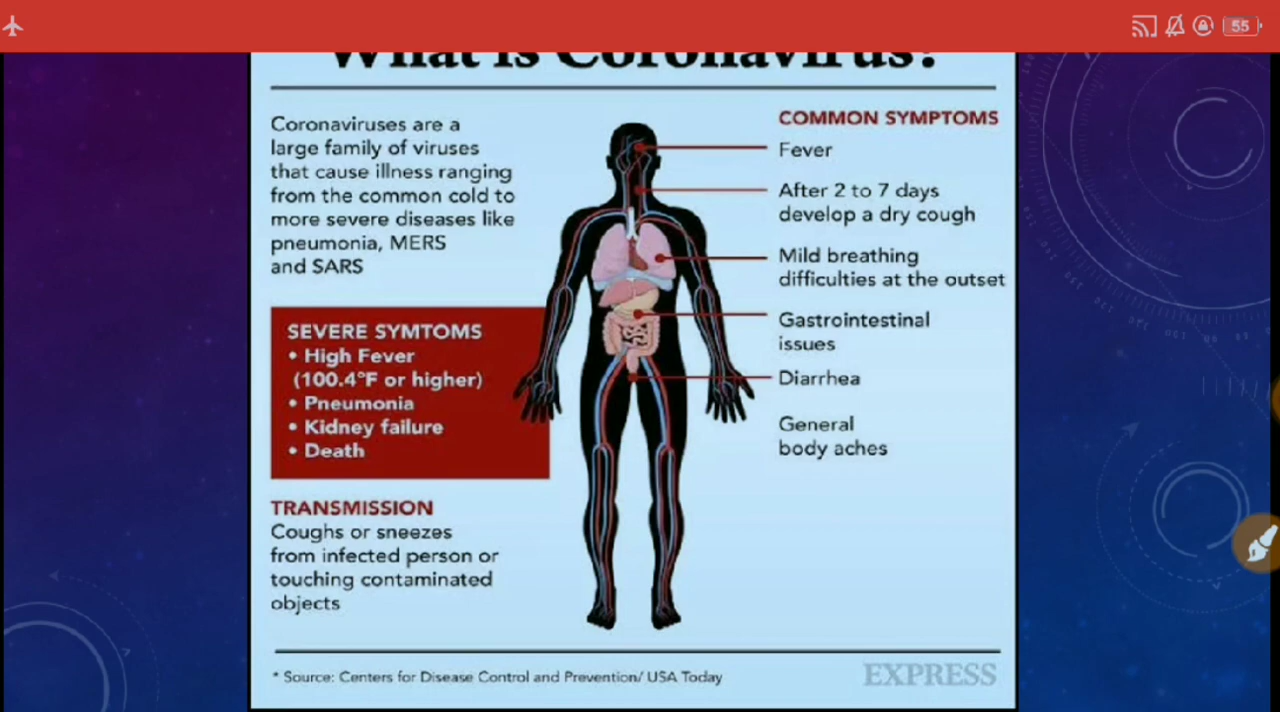 55
What is Coronavirus?
Coronaviruses are a
large family of viruses
that cause illness ranging
from the common cold to
more severe diseases like
pneumonia, MERS
and SARS
SEVERE SYMTOMS
• High Fever
(100.4°F or higher)
• Pneumonia
• Kidney failure
• Death
TRANSMISSION
Coughs or sneezes
from infected person or
touching contaminated
objects
COMMON SYMPTOMS
Fever
After 2 to 7 days
develop a dry cough
Mild breathing
difficulties at the outset
Gastrointestinal
issues
Diarrhea
General
body aches
* Source: Centers for Disease Control and Prevention/ USA Today
EXPRESS